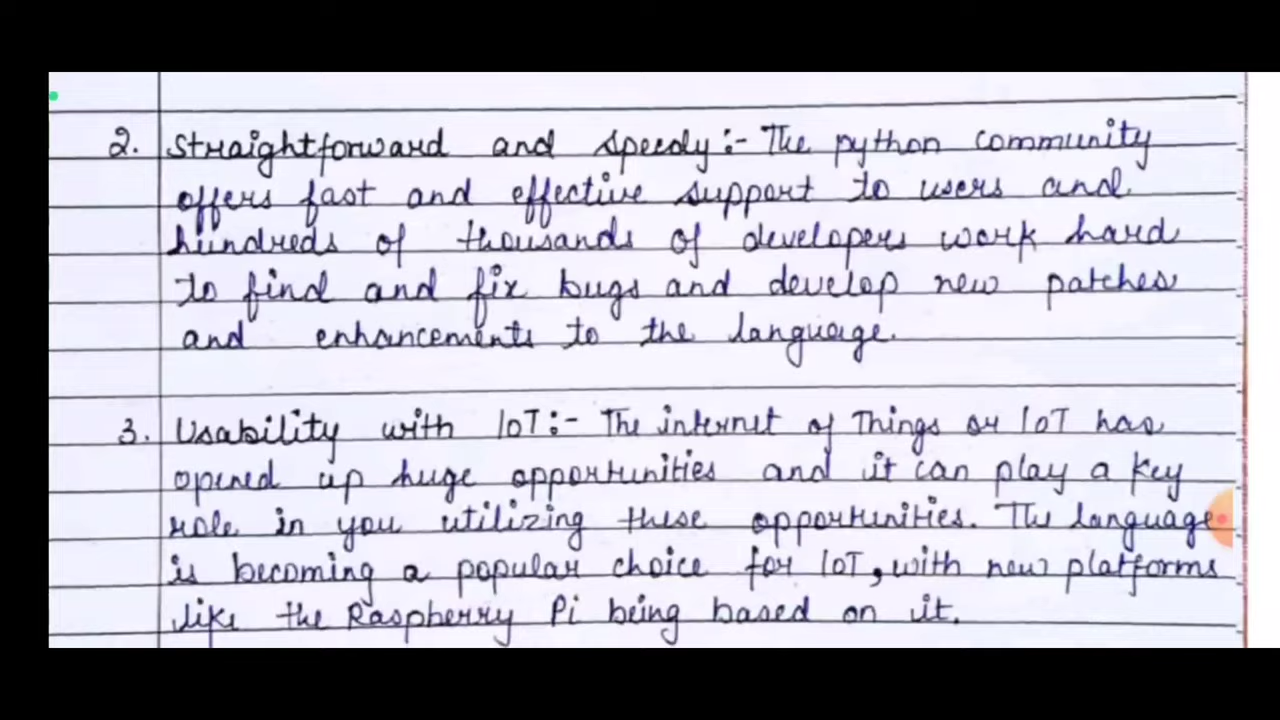 2. Straightforward and speedy:- The python community
offers fast and effective support to users and
hundreds of thousands of developers work hard
to find and fix bugs and develop new patches
and enhancements to the language.
3. Usability with IoT:- The internet of Things or IoT has
opened up huge opportunities and it can play a key
role in you utilizing these opportunities. The language
is becoming a popular choice for IoT, with new platforms
like the Raspberry Pi being based on it.